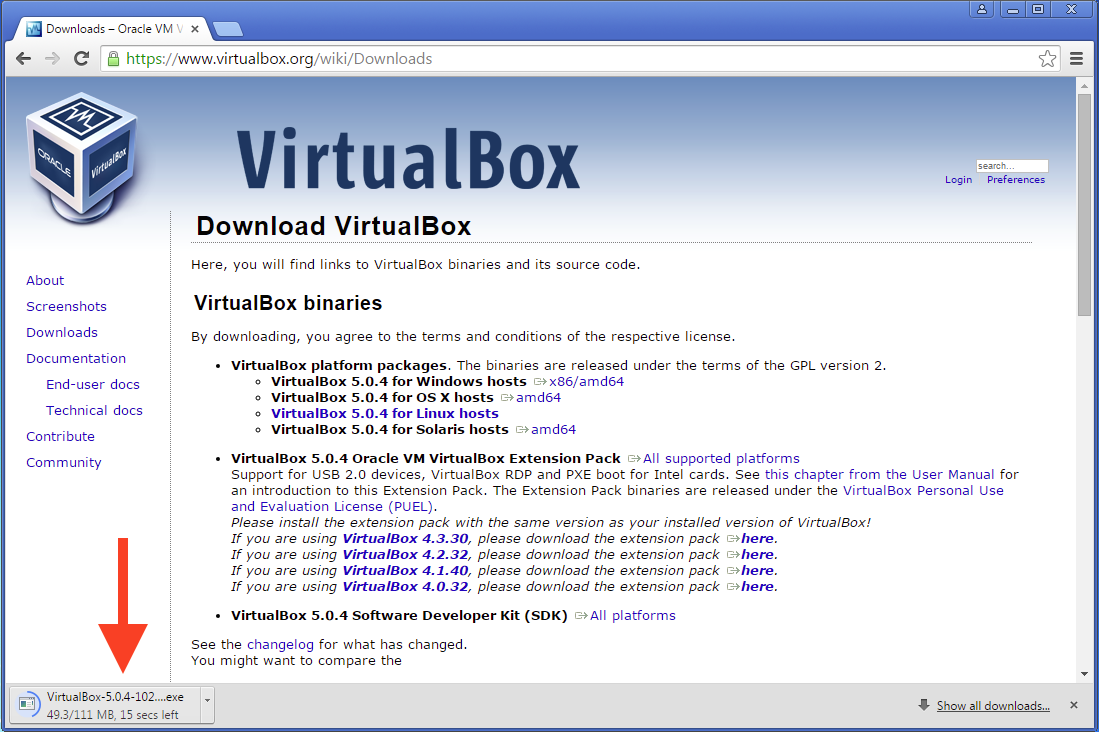 Downloads – Oracle VM V
https://www.virtualbox.org/wiki/Downloads
ORACLE
VirtualBox
VirtualBox
search...
Login Preferences
About
Screenshots
Downloads
Documentation
End-user docs
Technical docs
Contribute
Community
Download VirtualBox
Here, you will find links to VirtualBox binaries and its source code.
VirtualBox binaries
By downloading, you agree to the terms and conditions of the respective license.
• VirtualBox platform packages. The binaries are released under the terms of the GPL version 2.
VirtualBox 5.0.4 for Windows hosts x86/amd64
VirtualBox 5.0.4 for OS X hosts amd64
VirtualBox 5.0.4 for Linux hosts
VirtualBox 5.0.4 for Solaris hosts amd64
• VirtualBox 5.0.4 Oracle VM VirtualBox Extension Pack All supported platforms
Support for USB 2.0 devices, VirtualBox RDP and PXE boot for Intel cards. See this chapter from the User Manual for
an introduction to this Extension Pack. The Extension Pack binaries are released under the VirtualBox Personal Use
and Evaluation License (PUEL).
Please install the extension pack with the same version as your installed version of VirtualBox!
If you are using VirtualBox 4.3.30, please download the extension pack here.
If you are using VirtualBox 4.2.32, please download the extension pack here.
If you are using VirtualBox 4.1.40, please download the extension pack here.
If you are using VirtualBox 4.0.32, please download the extension pack here.
• VirtualBox 5.0.4 Software Developer Kit (SDK) All platforms
See the changelog for what has changed.
You might want to compare the
VirtualBox-5.0.4-102....exe
49.3/111 MB, 15 secs left
Show all downloads...